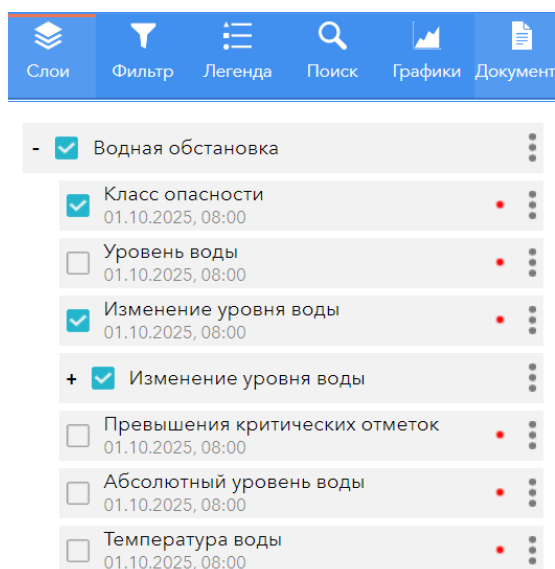 Слои Фильтр Легенда Поиск Графики Документ
- Водная обстановка
Класс опасности
01.10.2025, 08:00
Уровень воды
01.10.2025, 08:00
Изменение уровня воды
01.10.2025, 08:00
+ Изменение уровня воды
Превышения критических отметок
01.10.2025, 08:00
Абсолютный уровень воды
01.10.2025, 08:00
Температура воды
01.10.2025, 08:00